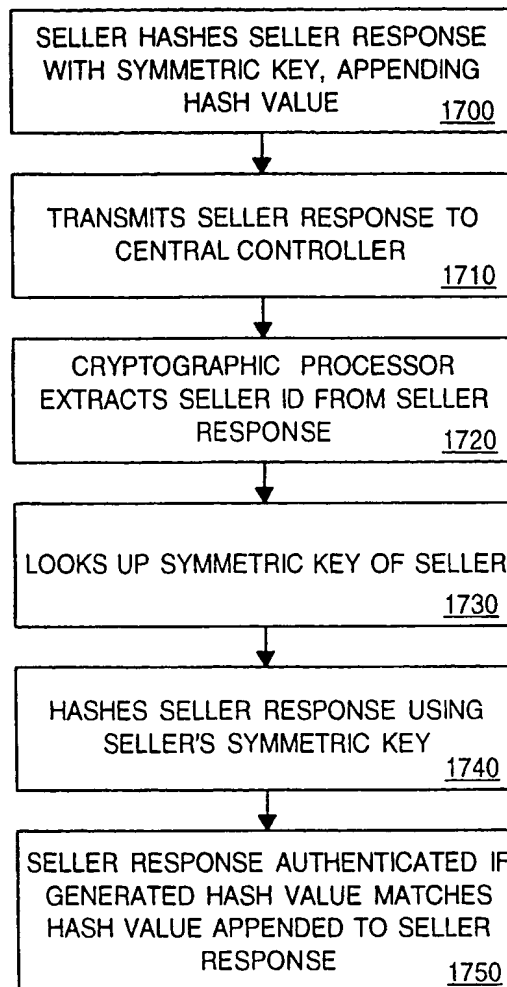 SELLER HASHES SELLER RESPONSE
WITH SYMMETRIC KEY, APPENDING
HASH VALUE
1700
TRANSMITS SELLER RESPONSE TO
CENTRAL CONTROLLER
1710
CRYPTOGRAPHIC PROCESSOR
EXTRACTS SELLER ID FROM SELLER
RESPONSE
1720
LOOKS UP SYMMETRIC KEY OF SELLER
1730
HASHES SELLER RESPONSE USING
SELLER'S SYMMETRIC KEY
1740
SELLER RESPONSE AUTHENTICATED IF
GENERATED HASH VALUE MATCHES
HASH VALUE APPENDED TO SELLER
RESPONSE
1750